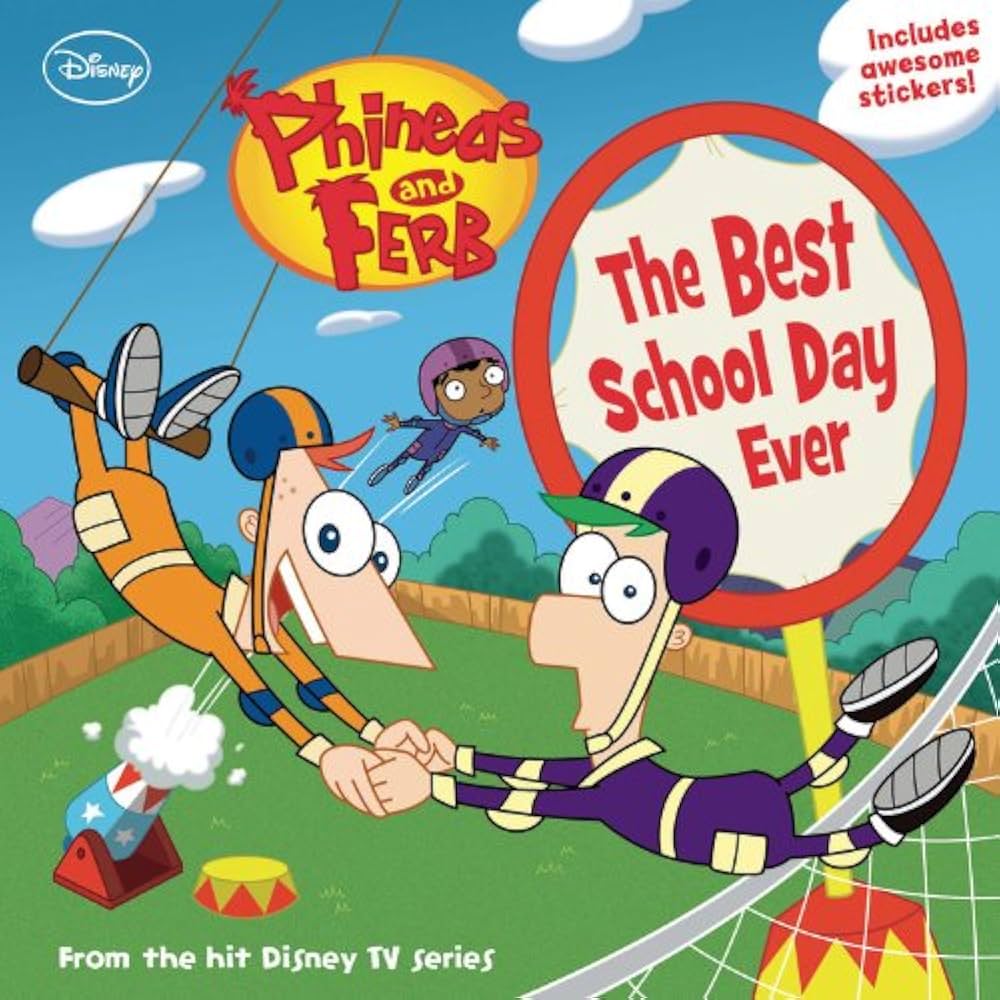 Disney
Includes
awesome
stickers!
Phineas
and
Ferb
The Best
School Day
Ever
From the hit Disney TV series